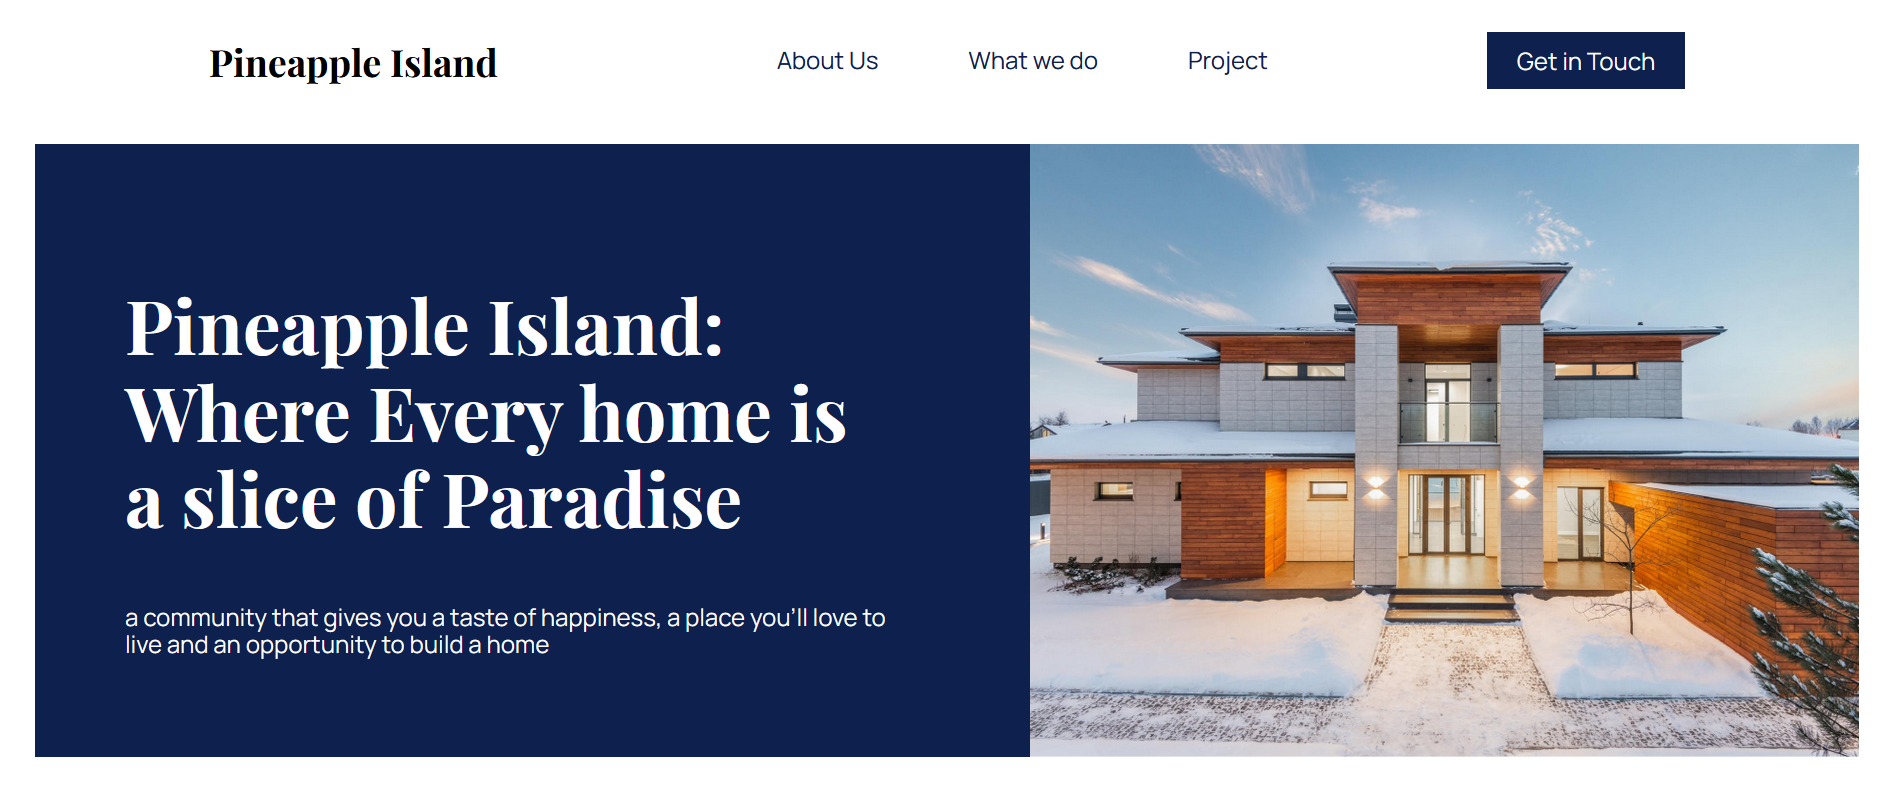 Pineapple Island
About Us
What we do
Project
Get in Touch
Pineapple Island:
Where Every home is
a slice of Paradise
a community that gives you a taste of happiness, a place you’ll love to
live and an opportunity to build a home